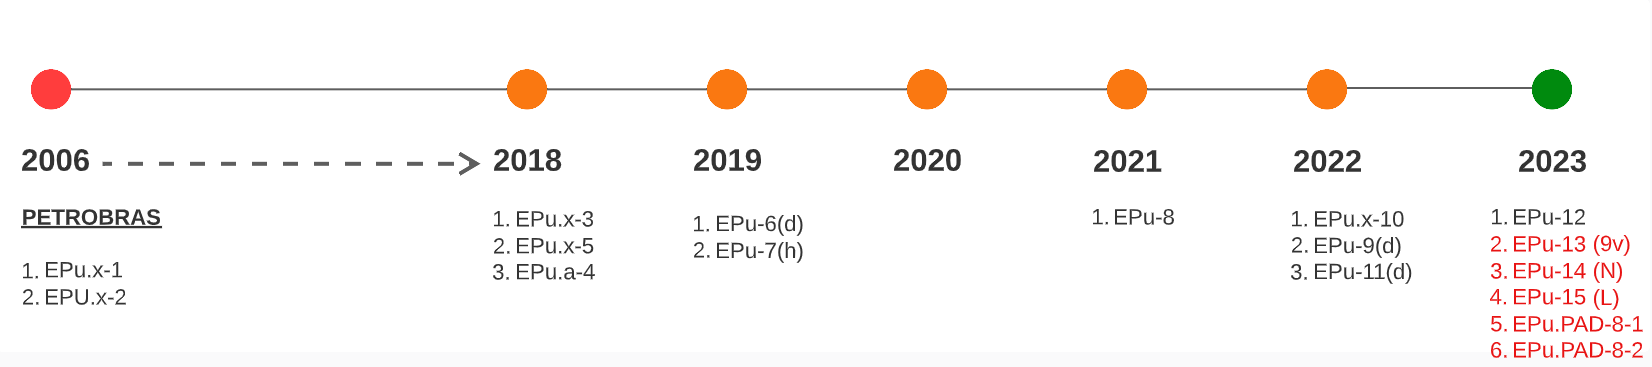 2006
2018
2019
2020
2021
2022
2023
PETROBRAS
1. EPu.x-1
2. EPU.x-2
1. EPu.x-3
2. EPu.x-5
3. EPu.a-4
1. EPu-6(d)
2. EPu-7(h)
1. EPu-8
1. EPu.x-10
2. EPu-9(d)
3. EPu-11(d)
1. EPu-12
2. EPu-13 (9v)
3. EPu-14 (N)
4. EPu-15 (L)
5. EPu.PAD-8-1
6. EPu.PAD-8-2